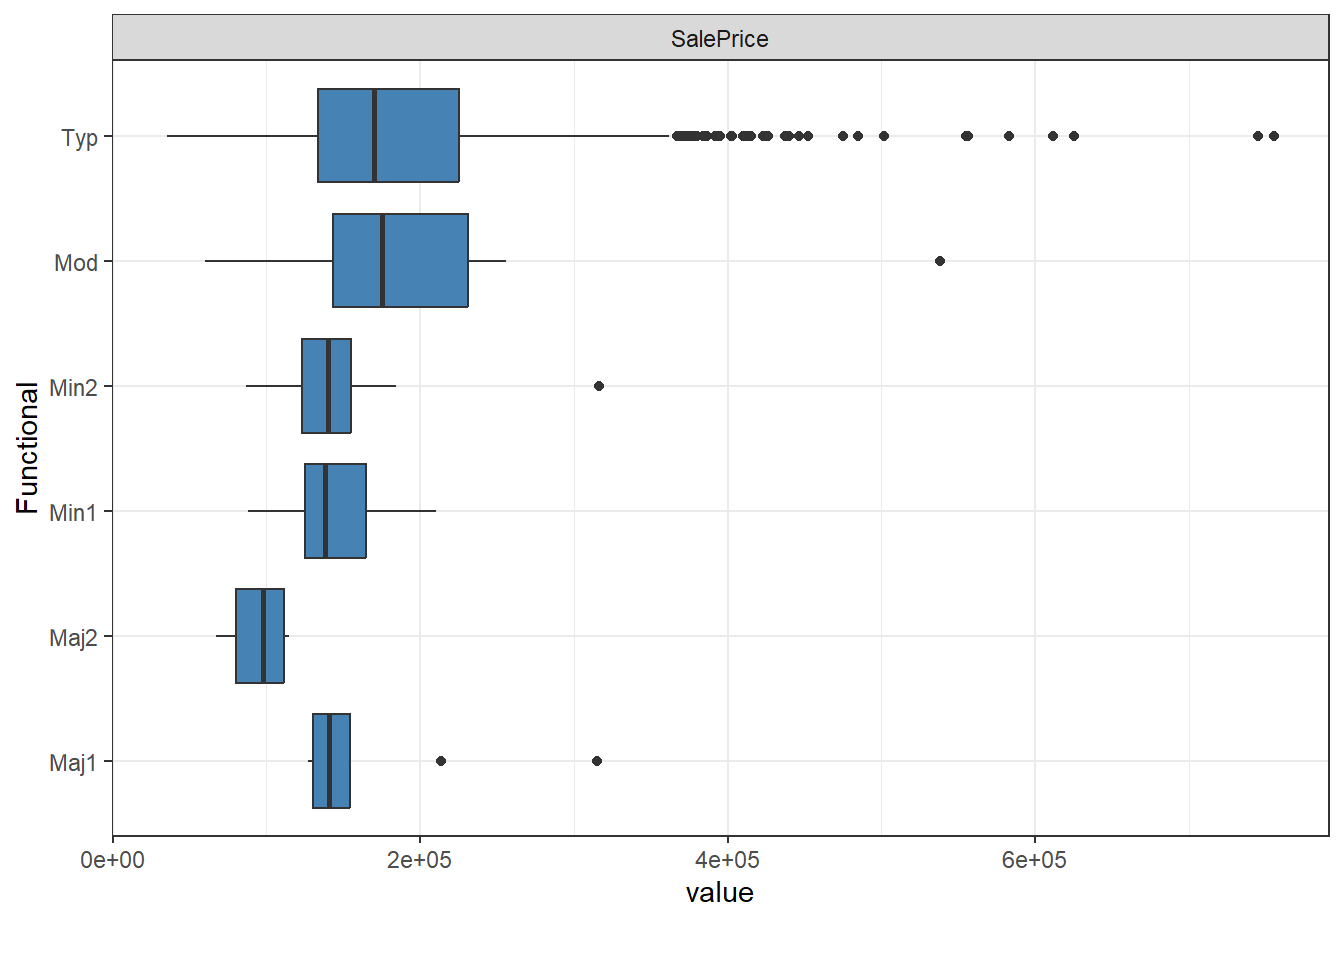 SalePrice
Typ
Mod
Min2
Min1
Maj2
Maj1
Functional
0e+00 2e+05 4e+05 6e+05
value